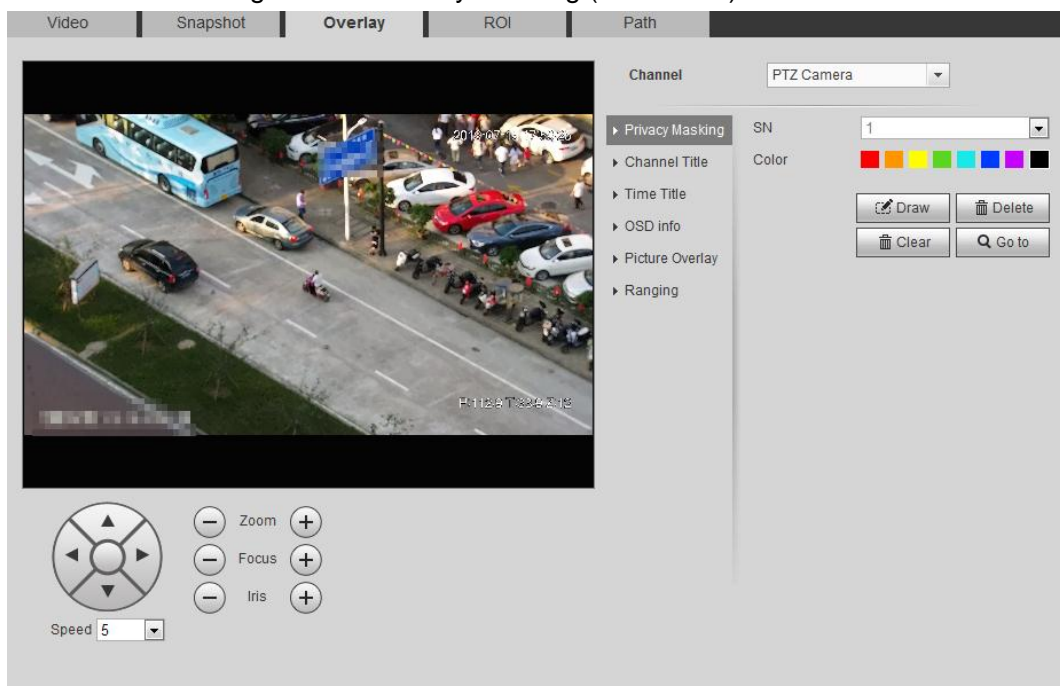 Video Snapshot Overlay ROI Path
Channel PTZ Camera
Privacy Masking
Channel Title
Time Title
OSD info
Picture Overlay
Ranging
SN 1
Color
Draw Delete
Clear Go to
Zoom
Focus
Iris
Speed 5